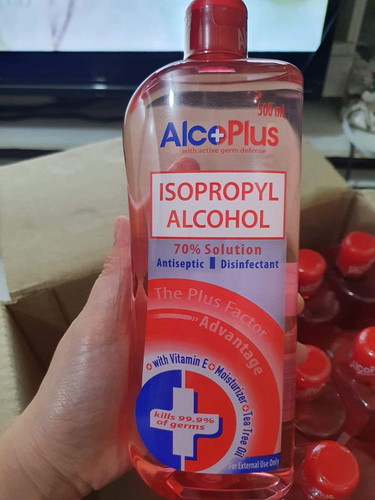 500 ml
AlcoPlus
with active germ defense
ISOPROPYL
ALCOHOL
70% Solution
Antiseptic Disinfectant
The Plus Factor
Advantage
with Vitamin E Moisturizer Tea Tree Oil
kills 99.9%
of germs
For External Use Only